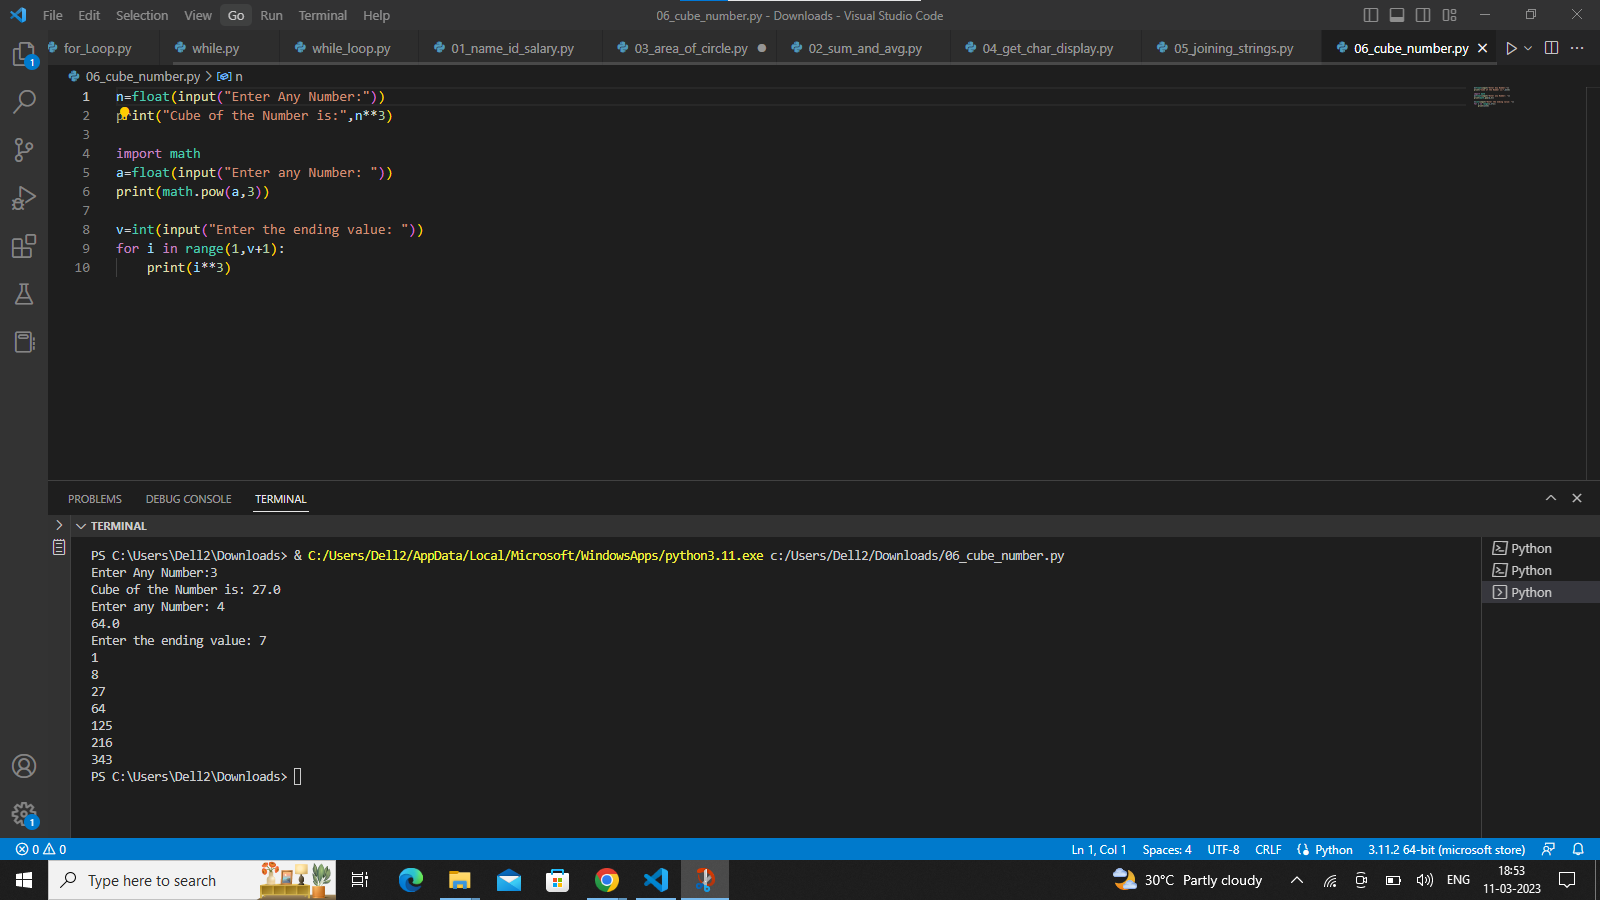 File Edit Selection View Go Run Terminal Help
06_cube_number.py - Downloads - Visual Studio Code
for_Loop.py while.py while_loop.py 01_name_id_salary.py 03_area_of_circle.py 02_sum_and_avg.py 04_get_char_display.py 05_joining_strings.py 06_cube_number.py
06_cube_number.py > n
1 n=float(input("Enter Any Number:"))
2 print("Cube of the Number is:",n**3)
3
4 import math
5 a=float(input("Enter any Number: "))
6 print(math.pow(a,3))
7
8 v=int(input("Enter the ending value: "))
9 for i in range(1,v+1):
10     print(i**3)
PROBLEMS DEBUG CONSOLE TERMINAL
TERMINAL
PS C:\Users\Dell2\Downloads> & C:/Users/Dell2/AppData/Local/Microsoft/WindowsApps/python3.11.exe c:/Users/Dell2/Downloads/06_cube_number.py
Enter Any Number:3
Cube of the Number is: 27.0
Enter any Number: 4
64.0
Enter the ending value: 7
1
8
27
64
125
216
343
PS C:\Users\Dell2\Downloads>
Python
Python
Python
1
1
0 0
Ln 1, Col 1 Spaces: 4 UTF-8 CRLF Python 3.11.2 64-bit (microsoft store)
Type here to search
30°C Partly cloudy
ENG
18:53
11-03-2023